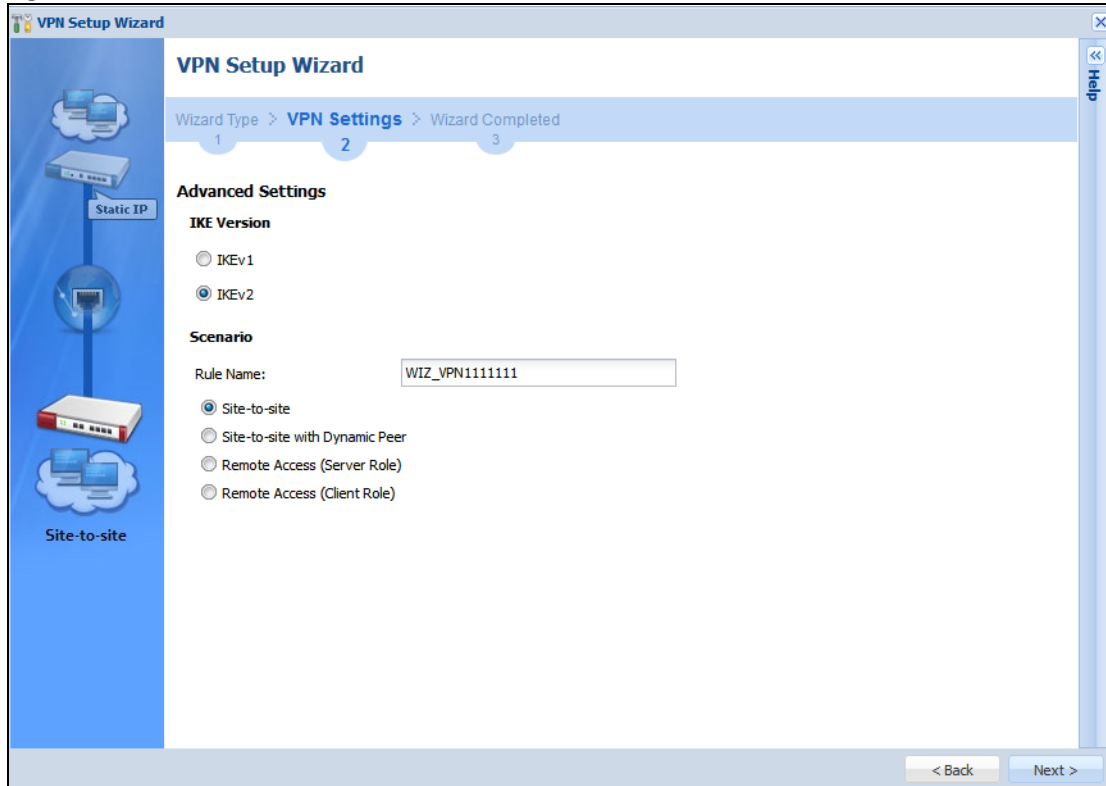 VPN Setup Wizard
VPN Setup Wizard
Help
Wizard Type > VPN Settings > Wizard Completed
1 2 3
Static IP
Advanced Settings
IKE Version
IKEv1
IKEv2
Scenario
Rule Name: WIZ_VPN1111111
Site-to-site
Site-to-site with Dynamic Peer
Remote Access (Server Role)
Remote Access (Client Role)
Site-to-site
< Back Next >